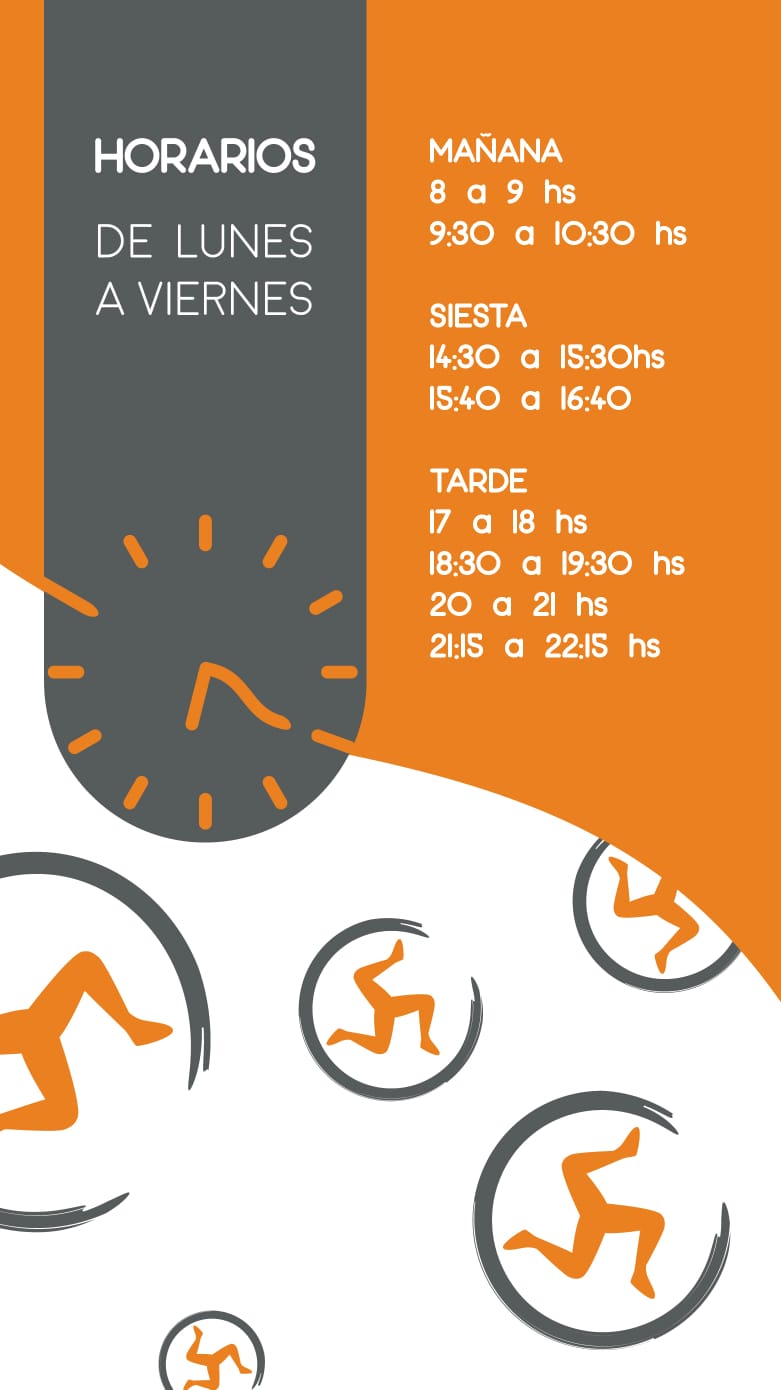 HORARIOS
DE LUNES
A VIERNES
MAÑANA
8 a 9 hs
9:30 a 10:30 hs
SIESTA
14:30 a 15:30hs
15:40 a 16:40
TARDE
17 a 18 hs
18:30 a 19:30 hs
20 a 21 hs
21:15 a 22:15 hs